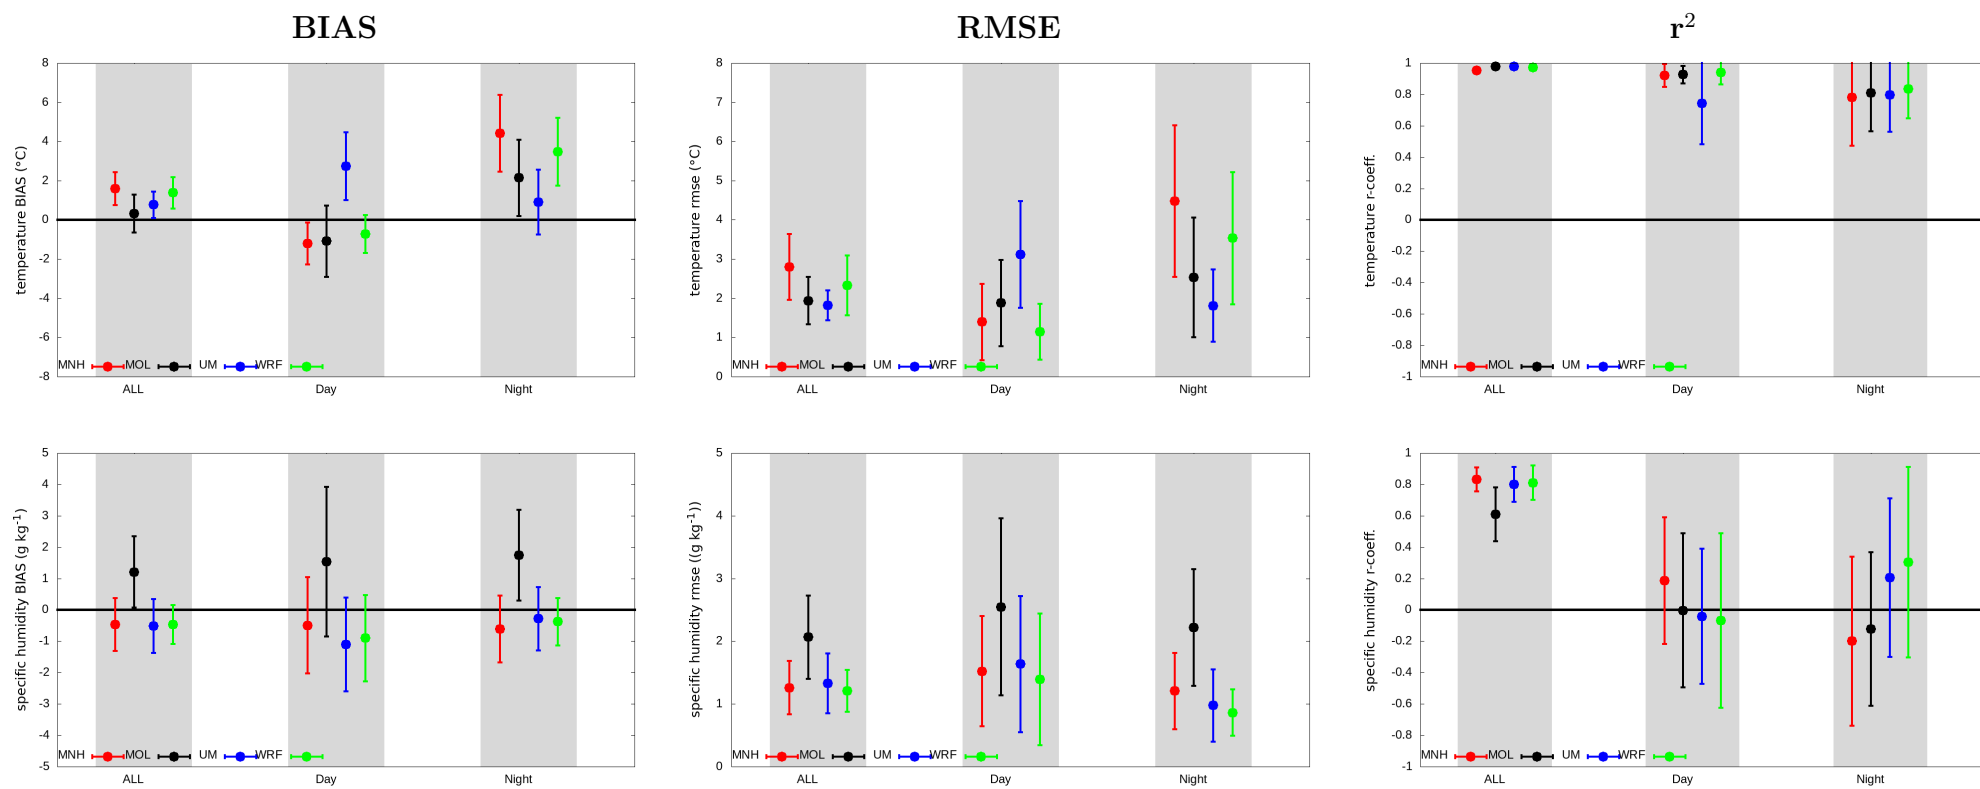 BIAS RMSE r²
8 6 4 2 0 -2 -4 -6 -8
temperature BIAS (°C)
MNH MOL UM WRF
ALL Day Night
8 7 6 5 4 3 2 1 0
temperature rmse (°C)
MNH MOL UM WRF
ALL Day Night
1 0.8 0.6 0.4 0.2 0 -0.2 -0.4 -0.6 -0.8 -1
temperature r-coeff.
MNH MOL UM WRF
ALL Day Night
5 4 3 2 1 0 -1 -2 -3 -4 -5
specific humidity BIAS (g kg⁻¹)
MNH MOL UM WRF
ALL Day Night
5 4 3 2 1 0
specific humidity rmse ((g kg⁻¹))
MNH MOL UM WRF
ALL Day Night
1 0.8 0.6 0.4 0.2 0 -0.2 -0.4 -0.6 -0.8 -1
specific humidity r-coeff.
MNH MOL UM WRF
ALL Day Night